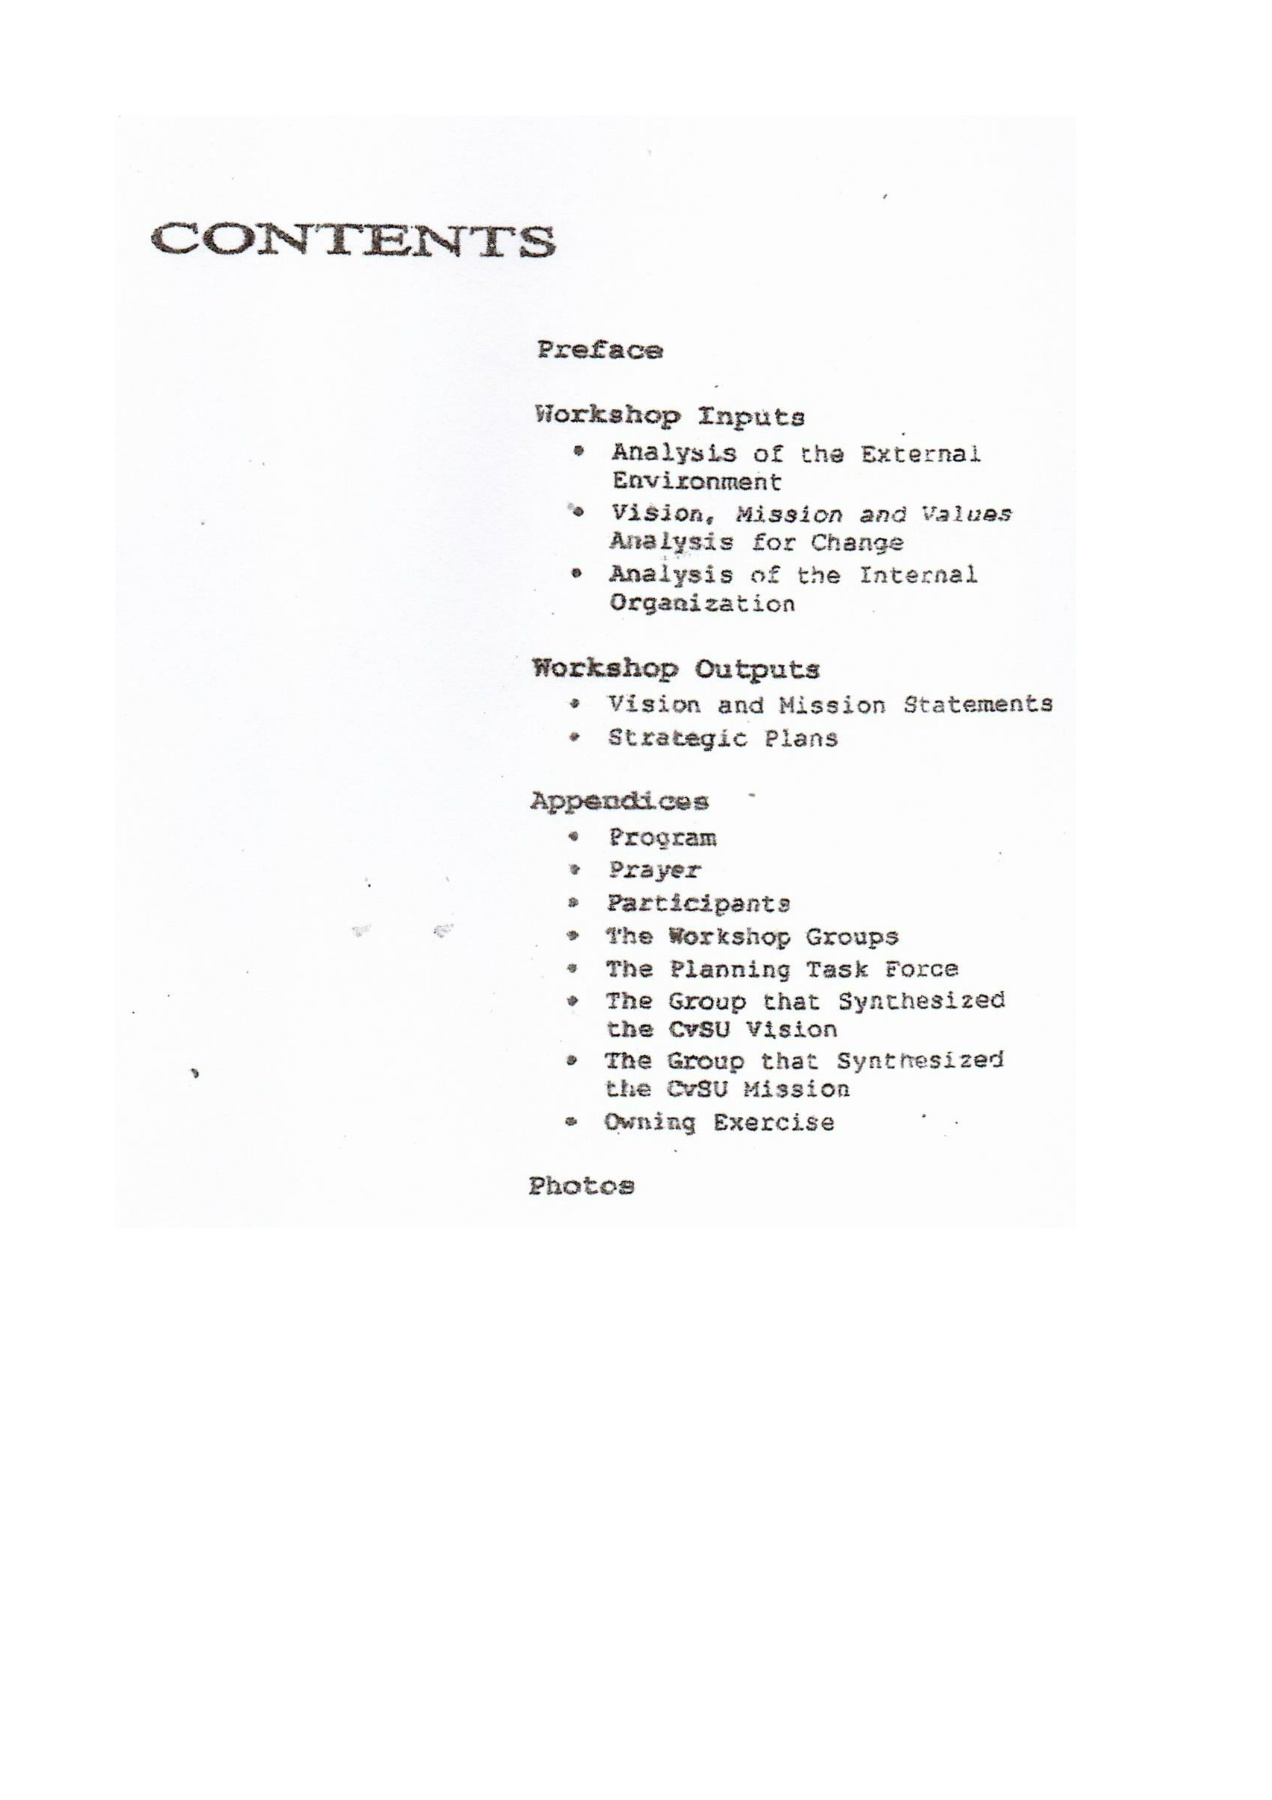 CONTENTS
Preface
Workshop Inputs
• Analysis of the External
Environment
• Vision, Mission and Values
Analysis for Change
• Analysis of the Internal
Organization
Workshop Outputs
• Vision and Mission Statements
• Strategic Plans
Appendices
• Program
• Prayer
• Participants
• The Workshop Groups
• The Planning Task Force
• The Group that Synthesized
the CvSU Vision
• The Group that Synthesized
the CvSU Mission
• Owning Exercise
Photos